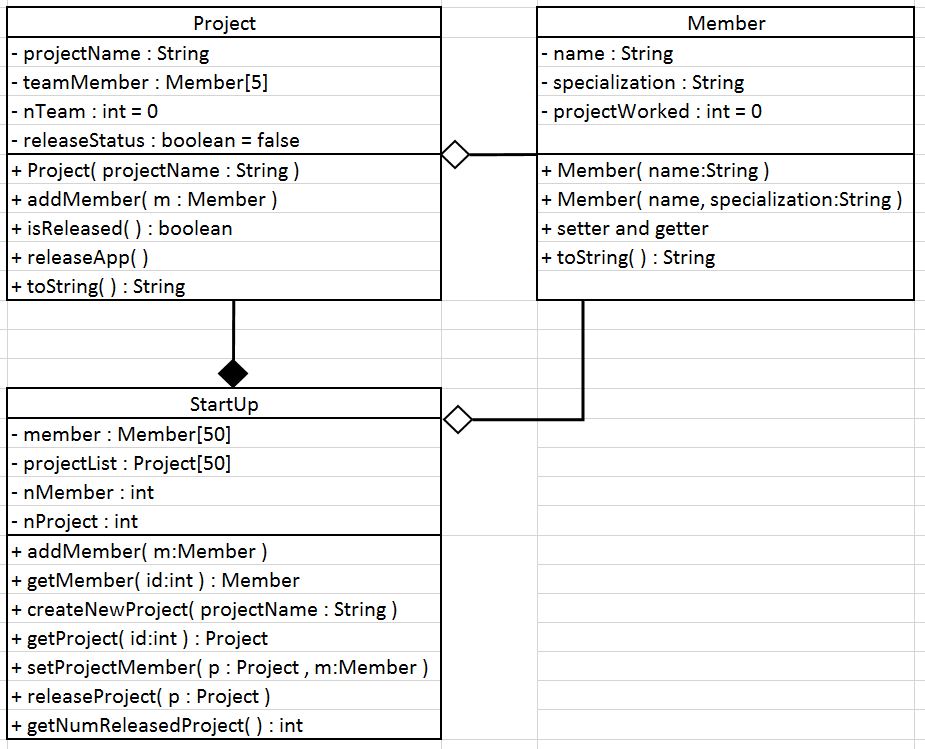 Project
- projectName : String
- teamMember : Member[5]
- nTeam : int = 0
- releaseStatus : boolean = false
+ Project( projectName : String )
+ addMember( m : Member )
+ isReleased( ) : boolean
+ releaseApp( )
+ toString( ) : String
Member
- name : String
- specialization : String
- projectWorked : int = 0
+ Member( name:String )
+ Member( name, specialization:String )
+ setter and getter
+ toString( ) : String
StartUp
- member : Member[50]
- projectList : Project[50]
- nMember : int
- nProject : int
+ addMember( m:Member )
+ getMember( id:int ) : Member
+ createNewProject( projectName : String )
+ getProject( id:int ) : Project
+ setProjectMember( p : Project , m:Member )
+ releaseProject( p : Project )
+ getNumReleasedProject( ) : int